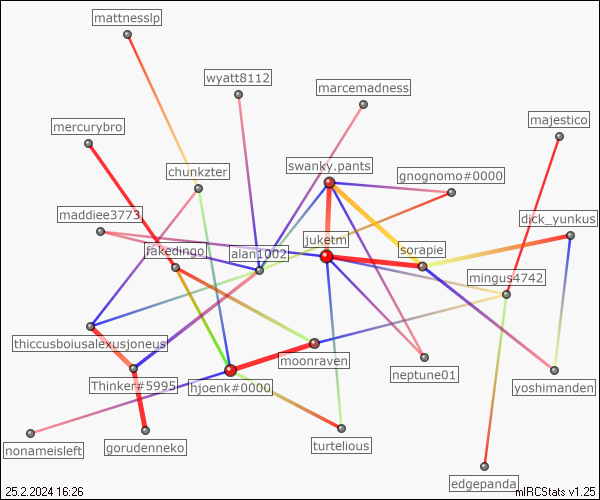 mattnesslp
wyatt8112
marcemadness
mercurybro
majestico
swanky.pants
chunkzter
gnognomo#0000
maddiee3773
dick_yunkus
juketm
fakedingo
alan1002
sorapie
mingus4742
thiccusboiusalexusjoneus
moonraven
neptune01
Thinker#5995
hjoenk#0000
yoshimanden
nonameisleft
gorudenneko
turtelious
edgepanda
25.2.2024 16:26
mIRCStats v1.25